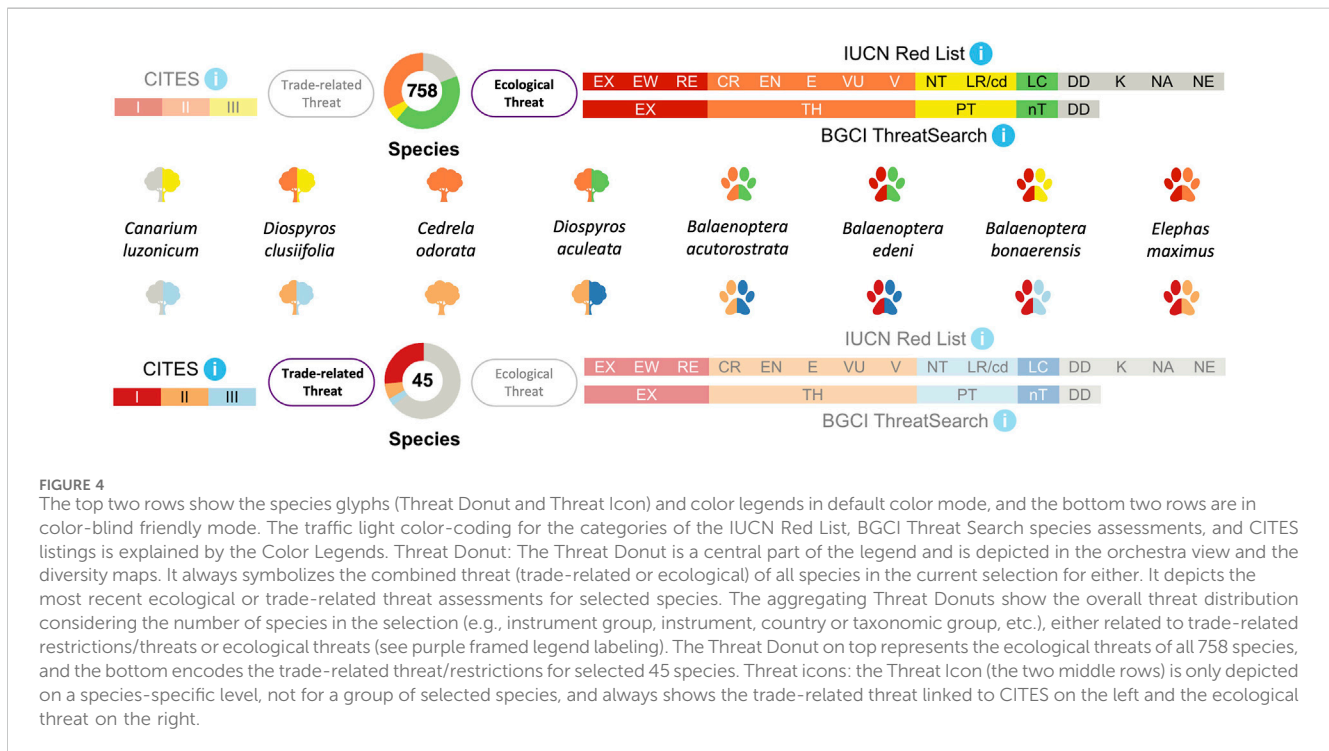 IUCN Red List i
CITES i
Trade-related
Threat
758
Ecological
Threat
EX EW RE CR EN E VU V NT LR/cd LC DD K NA NE
I II III
EX TH PT nT DD
Species
BGCI ThreatSearch i
Canarium
luzonicum
Diospyros
clusiifolia
Cedrela
odorata
Diospyros
aculeata
Balaenoptera
acutorostrata
Balaenoptera
edeni
Balaenoptera
bonaerensis
Elephas
maximus
IUCN Red List i
CITES i
Trade-related
Threat
45
Ecological
Threat
EX EW RE CR EN E VU V NT LR/cd LC DD K NA NE
I II III
EX TH PT nT DD
Species
BGCI ThreatSearch i
FIGURE 4
The top two rows show the species glyphs (Threat Donut and Threat Icon) and color legends in default color mode, and the bottom two rows are in
color-blind friendly mode. The traffic light color-coding for the categories of the IUCN Red List, BGCI Threat Search species assessments, and CITES
listings is explained by the Color Legends. Threat Donut: The Threat Donut is a central part of the legend and is depicted in the orchestra view and the
diversity maps. It always symbolizes the combined threat (trade-related or ecological) of all species in the current selection for either. It depicts the
most recent ecological or trade-related threat assessments for selected species. The aggregating Threat Donuts show the overall threat distribution
considering the number of species in the selection (e.g., instrument group, instrument, country or taxonomic group, etc.), either related to trade-related
restrictions/threats or ecological threats (see purple framed legend labeling). The Threat Donut on top represents the ecological threats of all 758 species,
and the bottom encodes the trade-related threat/restrictions for selected 45 species. Threat icons: the Threat Icon (the two middle rows) is only depicted
on a species-specific level, not for a group of selected species, and always shows the trade-related threat linked to CITES on the left and the ecological
threat on the right.